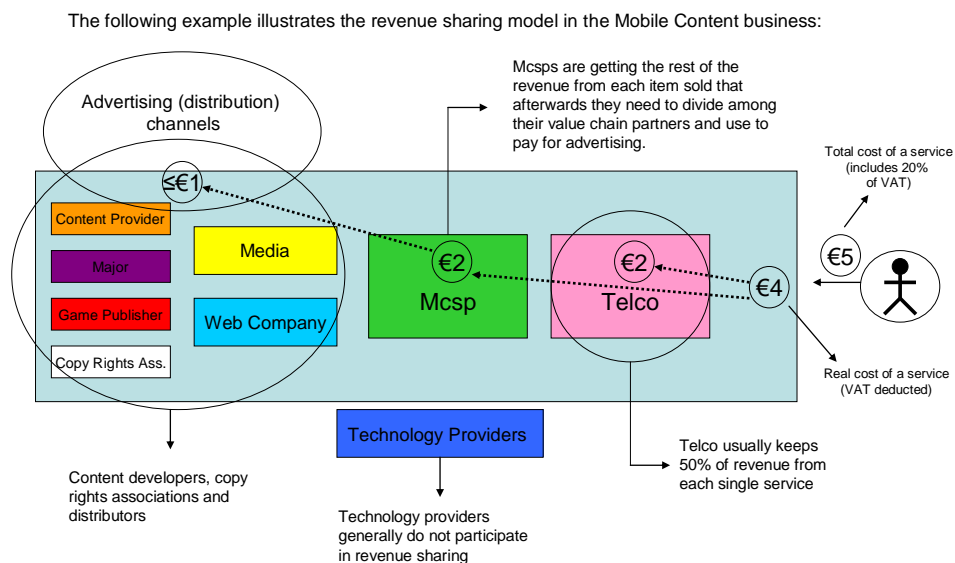 The following example illustrates the revenue sharing model in the Mobile Content business:
Mcsps are getting the rest of the
revenue from each item sold that
afterwards they need to divide among
their value chain partners and use to
pay for advertising.
Advertising (distribution)
channels
Total cost of a service
(includes 20%
of VAT)
≤€1
Content Provider
Major
Game Publisher
Copy Rights Ass.
Media
Web Company
€2
Mcsp
€2
Telco
€4
€5
Real cost of a service
(VAT deducted)
Technology Providers
Telco usually keeps
50% of revenue from
each single service
Content developers, copy
rights associations and
distributors
Technology providers
generally do not participate
in revenue sharing